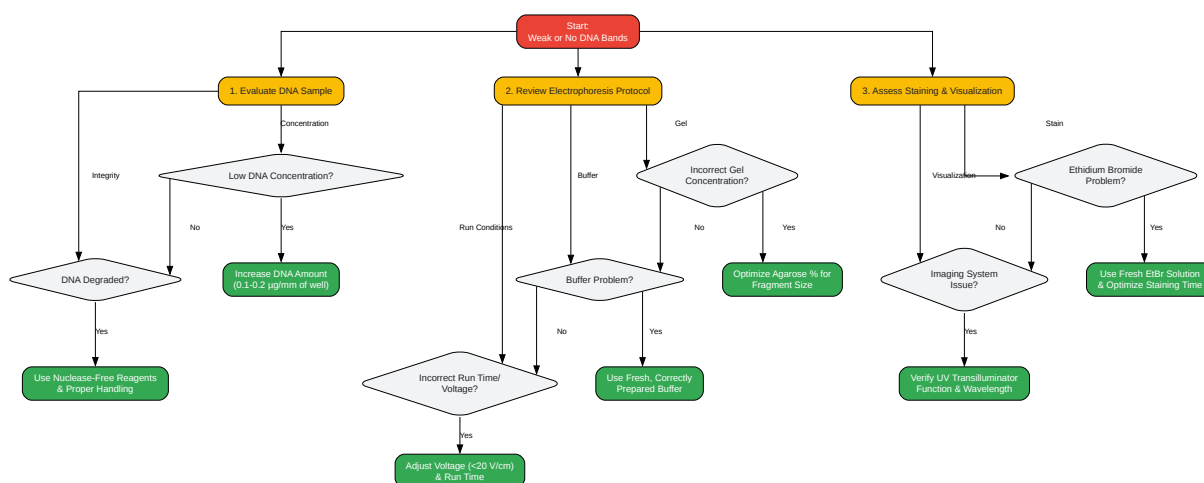 Start:
Weak or No DNA Bands
1. Evaluate DNA Sample
2. Review Electrophoresis Protocol
3. Assess Staining & Visualization
Concentration
Gel
Stain
Integrity
Low DNA Concentration?
Buffer
Incorrect Gel
Concentration?
Visualization
Ethidium Bromide
Problem?
No
Yes
Run Conditions
No
Yes
No
Yes
DNA Degraded?
Increase DNA Amount
(0.1-0.2 µg/mm of well)
Buffer Problem?
Optimize Agarose % for
Fragment Size
Imaging System
Issue?
Use Fresh EtBr Solution
& Optimize Staining Time
Yes
No
Yes
Yes
Use Nuclease-Free Reagents
& Proper Handling
Incorrect Run Time/
Voltage?
Use Fresh, Correctly
Prepared Buffer
Verify UV Transilluminator
Function & Wavelength
Yes
Adjust Voltage (<20 V/cm)
& Run Time